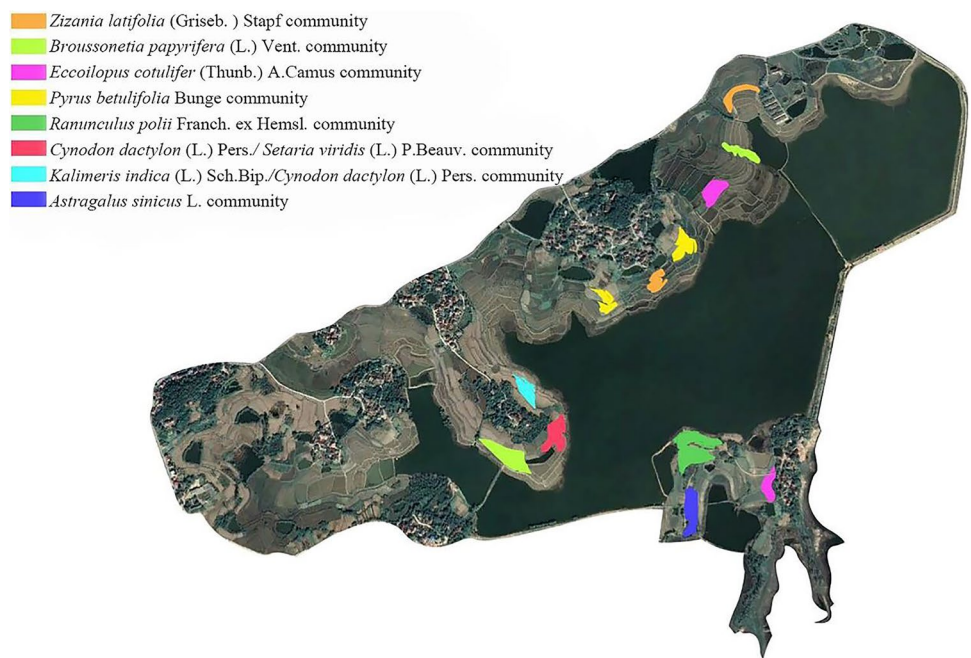 Zizania latifolia (Griseb. ) Stapf community
Broussonetia papyrifera (L.) Vent. community
Eccoilopus cotulifer (Thunb.) A.Camus community
Pyrus betulifolia Bunge community
Ranunculus polii Franch. ex Hemsl. community
Cynodon dactylon (L.) Pers./ Setaria viridis (L.) P.Beauv. community
Kalimeris indica (L.) Sch.Bip./Cynodon dactylon (L.) Pers. community
Astragalus sinicus L. community